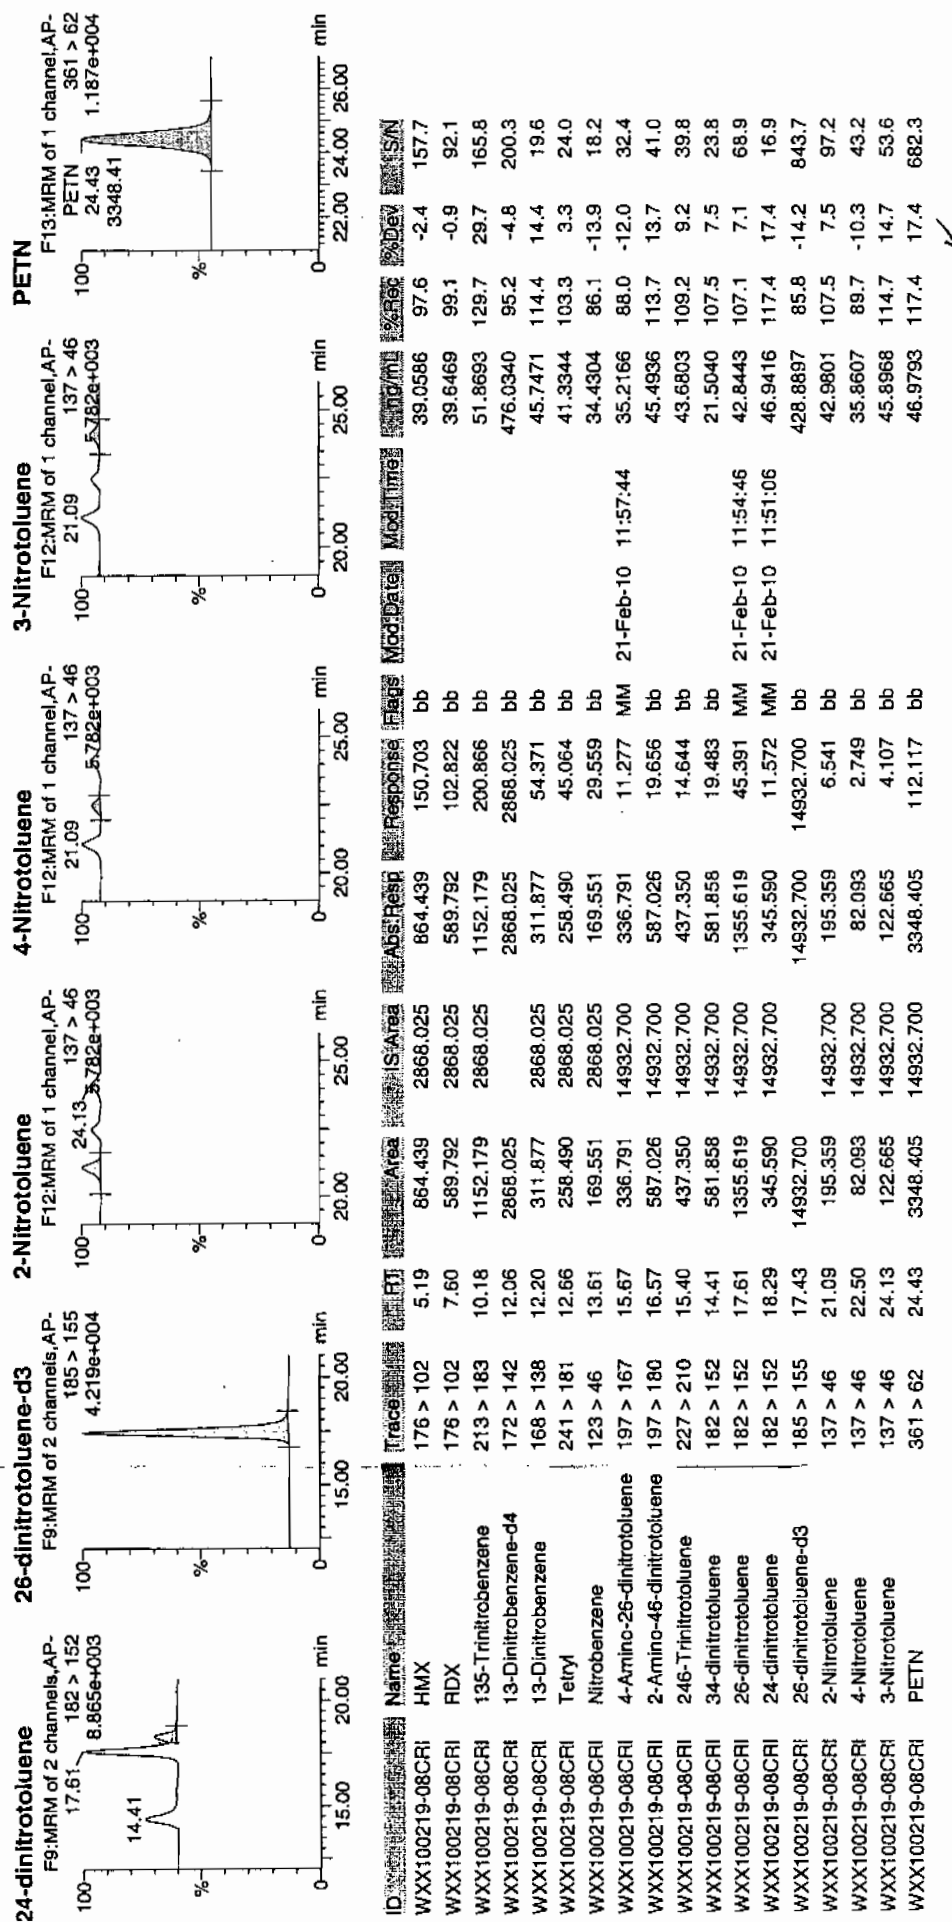 24-dinitrotoluene
F9:MRM of 2 channels,AP-
182 > 152
8.865e+003
17.61
14.41
100
%
0
15.00
20.00
min
26-dinitrotoluene-d3
F9:MRM of 2 channels,AP-
185 > 155
4.219e+004
100
%
0
15.00
20.00
min
2-Nitrotoluene
F12:MRM of 1 channel,AP-
137 > 46
5.782e+003
24.13
100
%
0
20.00
25.00
min
4-Nitrotoluene
F12:MRM of 1 channel,AP-
137 > 46
5.782e+003
21.09
100
%
0
20.00
25.00
min
3-Nitrotoluene
F12:MRM of 1 channel,AP-
137 > 46
5.782e+003
21.09
100
%
0
20.00
25.00
min
PETN
F13:MRM of 1 channel,AP-
361 > 62
1.187e+004
PETN
24.43
3348.41
100
%
0
22.00
24.00
26.00
min
ID Name Trace RT Area IS Area Abs.Resp Response Flags Mod.Date Mod.Time ng/mL %Rec %Dev S/N
WXX100219-08CRI HMX 176 > 102 5.19 864.439 2868.025 864.439 150.703 bb 39.0586 97.6 -2.4 157.7
WXX100219-08CRI RDX 176 > 102 7.60 589.792 2868.025 589.792 102.822 bb 39.6469 99.1 -0.9 92.1
WXX100219-08CRI 135-Trinitrobenzene 213 > 183 10.18 1152.179 2868.025 1152.179 200.866 bb 51.8693 129.7 29.7 165.8
WXX100219-08CRI 13-Dinitrobenzene-d4 172 > 142 12.06 2868.025 2868.025 2868.025 bb 476.0340 95.2 -4.8 200.3
WXX100219-08CRI 13-Dinitrobenzene 168 > 138 12.20 311.877 2868.025 311.877 54.371 bb 45.7471 114.4 14.4 19.6
WXX100219-08CRI Tetryl 241 > 181 12.66 258.490 2868.025 258.490 45.064 bb 41.3344 103.3 3.3 24.0
WXX100219-08CRI Nitrobenzene 123 > 46 13.61 169.551 2868.025 169.551 29.559 bb 34.4304 86.1 -13.9 18.2
WXX100219-08CRI 4-Amino-26-dinitrotoluene 197 > 167 15.67 336.791 14932.700 336.791 11.277 MM 21-Feb-10 11:57:44 35.2166 88.0 -12.0 32.4
WXX100219-08CRI 2-Amino-46-dinitrotoluene 197 > 180 16.57 587.026 14932.700 587.026 19.656 bb 45.4936 113.7 13.7 41.0
WXX100219-08CRI 246-Trinitrotoluene 227 > 210 15.40 437.350 14932.700 437.350 14.644 bb 43.6803 109.2 9.2 39.8
WXX100219-08CRI 34-dinitrotoluene 182 > 152 14.41 581.858 14932.700 581.858 19.483 bb 21.5040 107.5 7.5 23.8
WXX100219-08CRI 26-dinitrotoluene 182 > 152 17.61 1355.619 14932.700 1355.619 45.391 MM 21-Feb-10 11:54:46 42.8443 107.1 7.1 68.9
WXX100219-08CRI 24-dinitrotoluene 182 > 152 18.29 345.590 14932.700 345.590 11.572 MM 21-Feb-10 11:51:06 46.9416 117.4 17.4 16.9
WXX100219-08CRI 26-dinitrotoluene-d3 185 > 155 17.43 14932.700 14932.700 14932.700 bb 428.8897 85.8 -14.2 843.7
WXX100219-08CRI 2-Nitrotoluene 137 > 46 21.09 195.359 14932.700 195.359 6.541 bb 42.9801 107.5 7.5 97.2
WXX100219-08CRI 4-Nitrotoluene 137 > 46 22.50 82.093 14932.700 82.093 2.749 bb 35.8607 89.7 -10.3 43.2
WXX100219-08CRI 3-Nitrotoluene 137 > 46 24.13 122.665 14932.700 122.665 4.107 bb 45.8968 114.7 14.7 53.6
WXX100219-08CRI PETN 361 > 62 24.43 3348.405 14932.700 3348.405 112.117 bb 46.9793 117.4 17.4 682.3